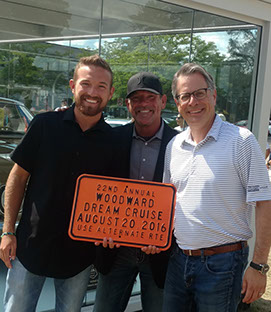 22ND ANNUAL
WOODWARD
DREAM CRUISE
AUGUST 20 2016
USE ALTERNATE RTE